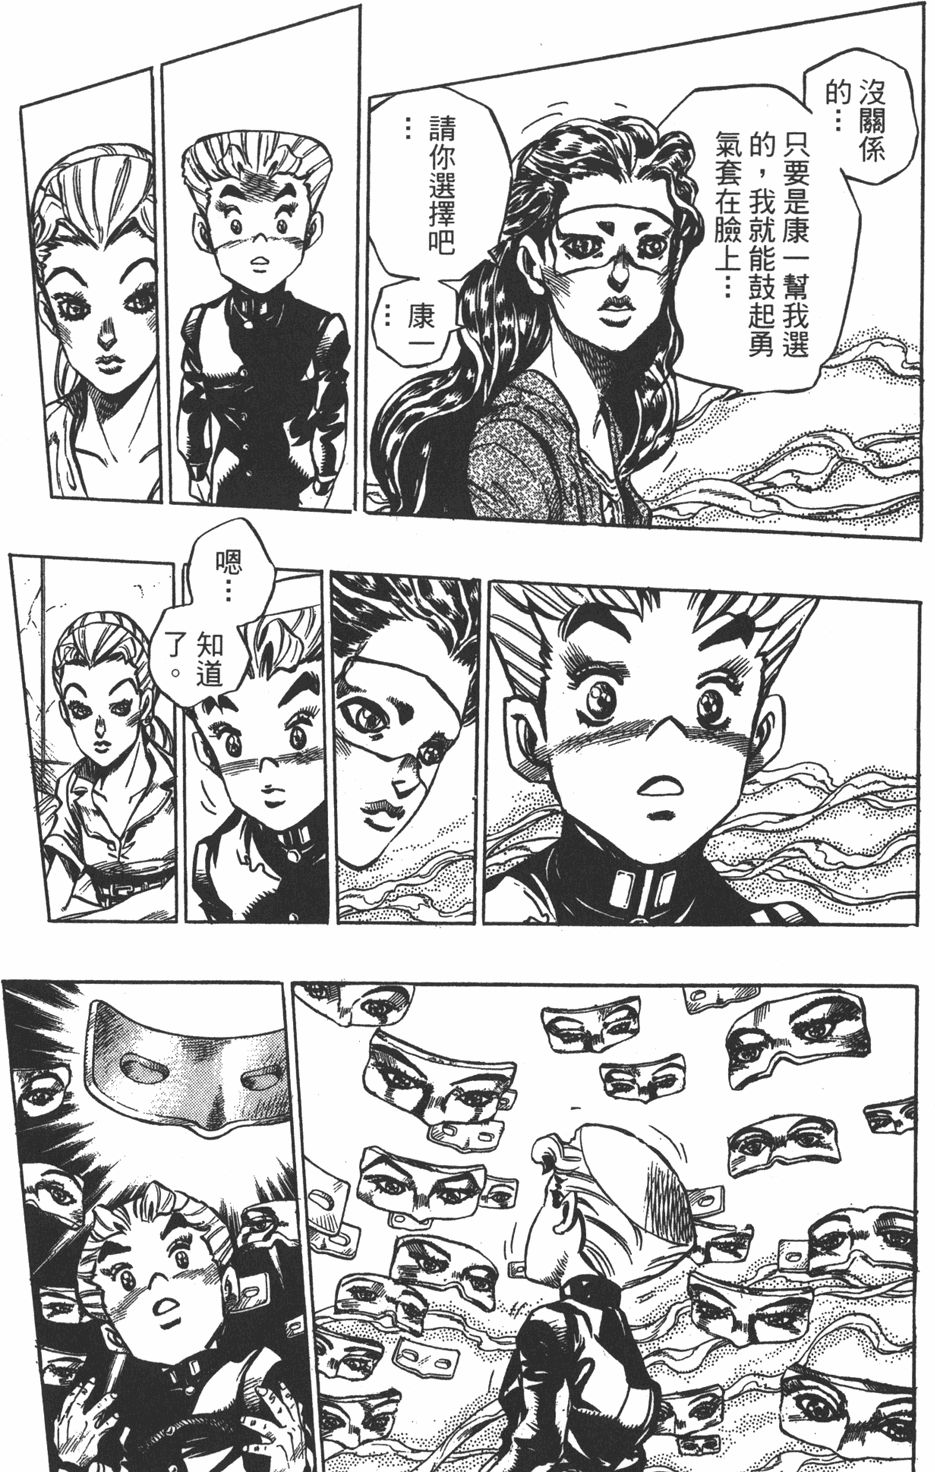 沒關係
的…
只要是康一幫我選
的，我就能鼓起勇
氣套在臉上…
請你選擇吧
…
康一
…
嗯…
知道
了。